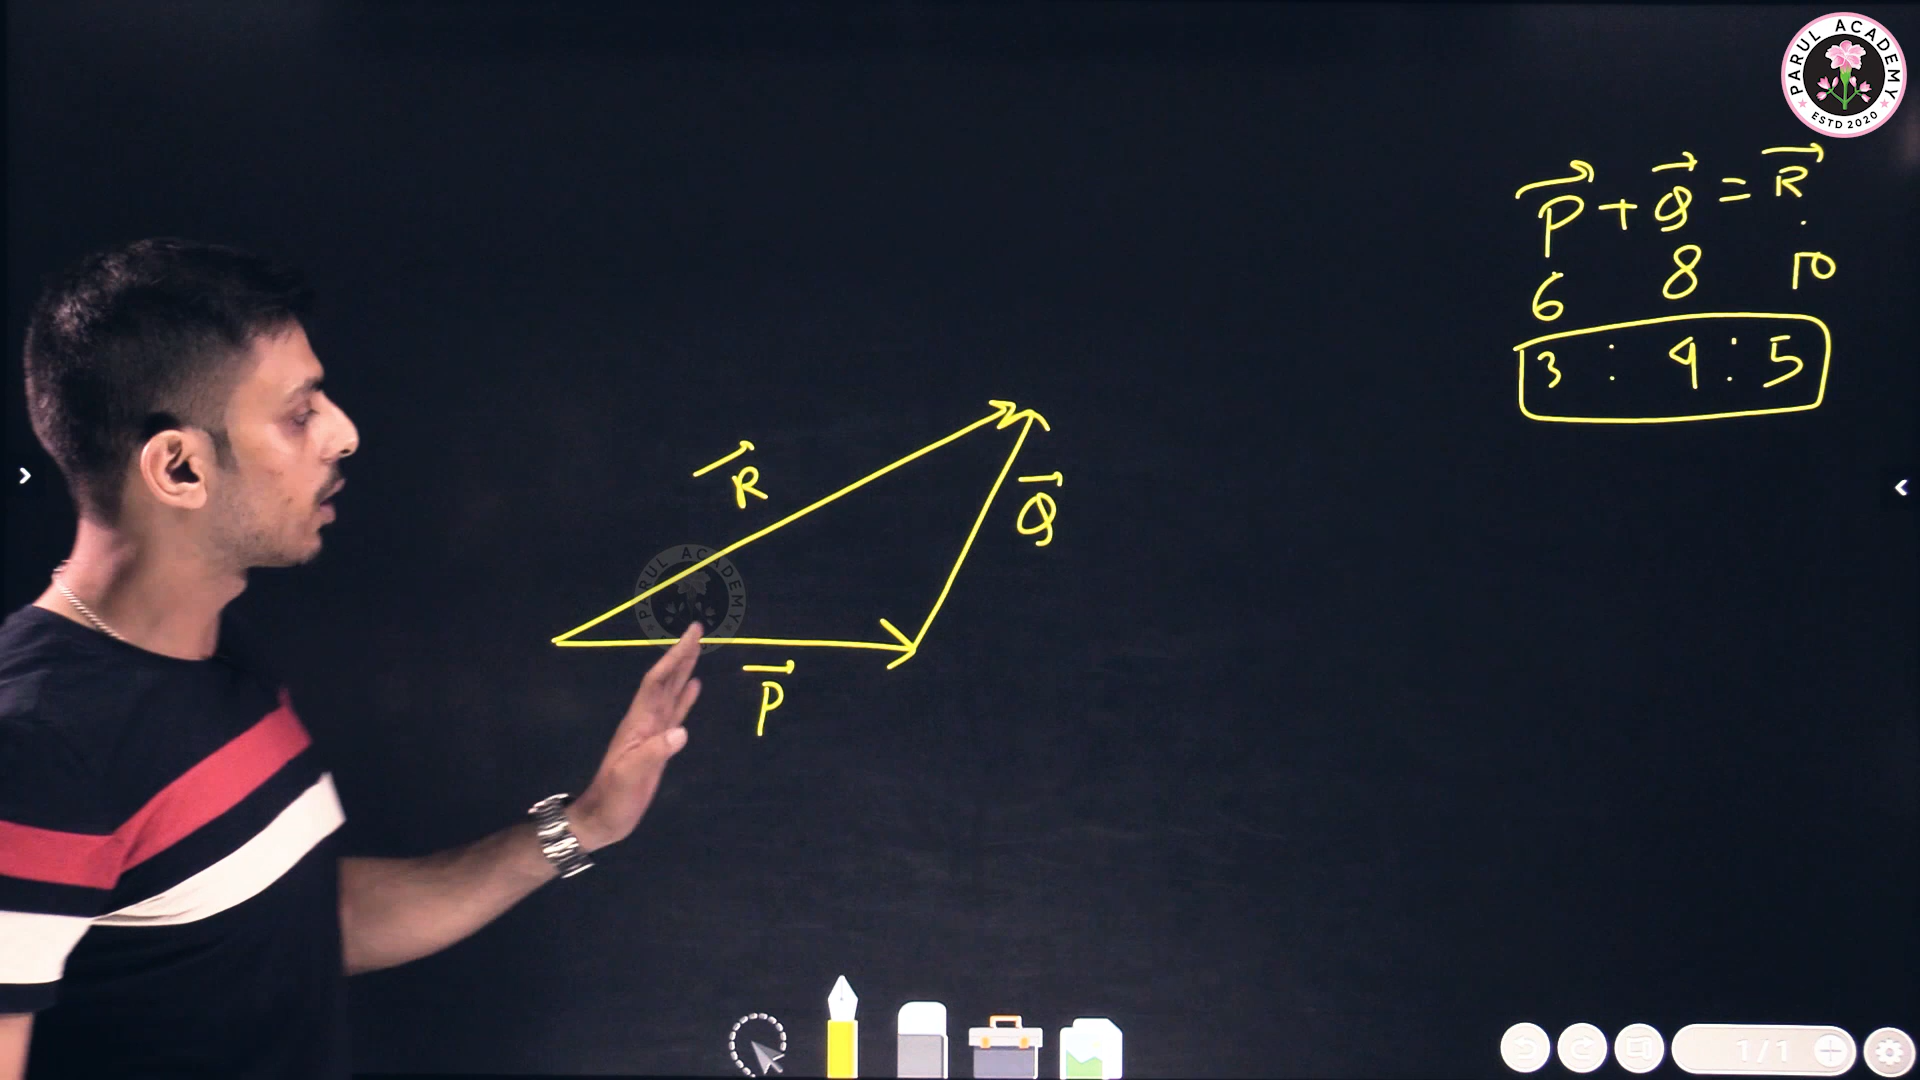 PARUL ACADEMY
ESTD 2020
P + Q = R
6 8 10
3 : 4 : 5
R
Q
PARUL ACADEMY
P
1/1